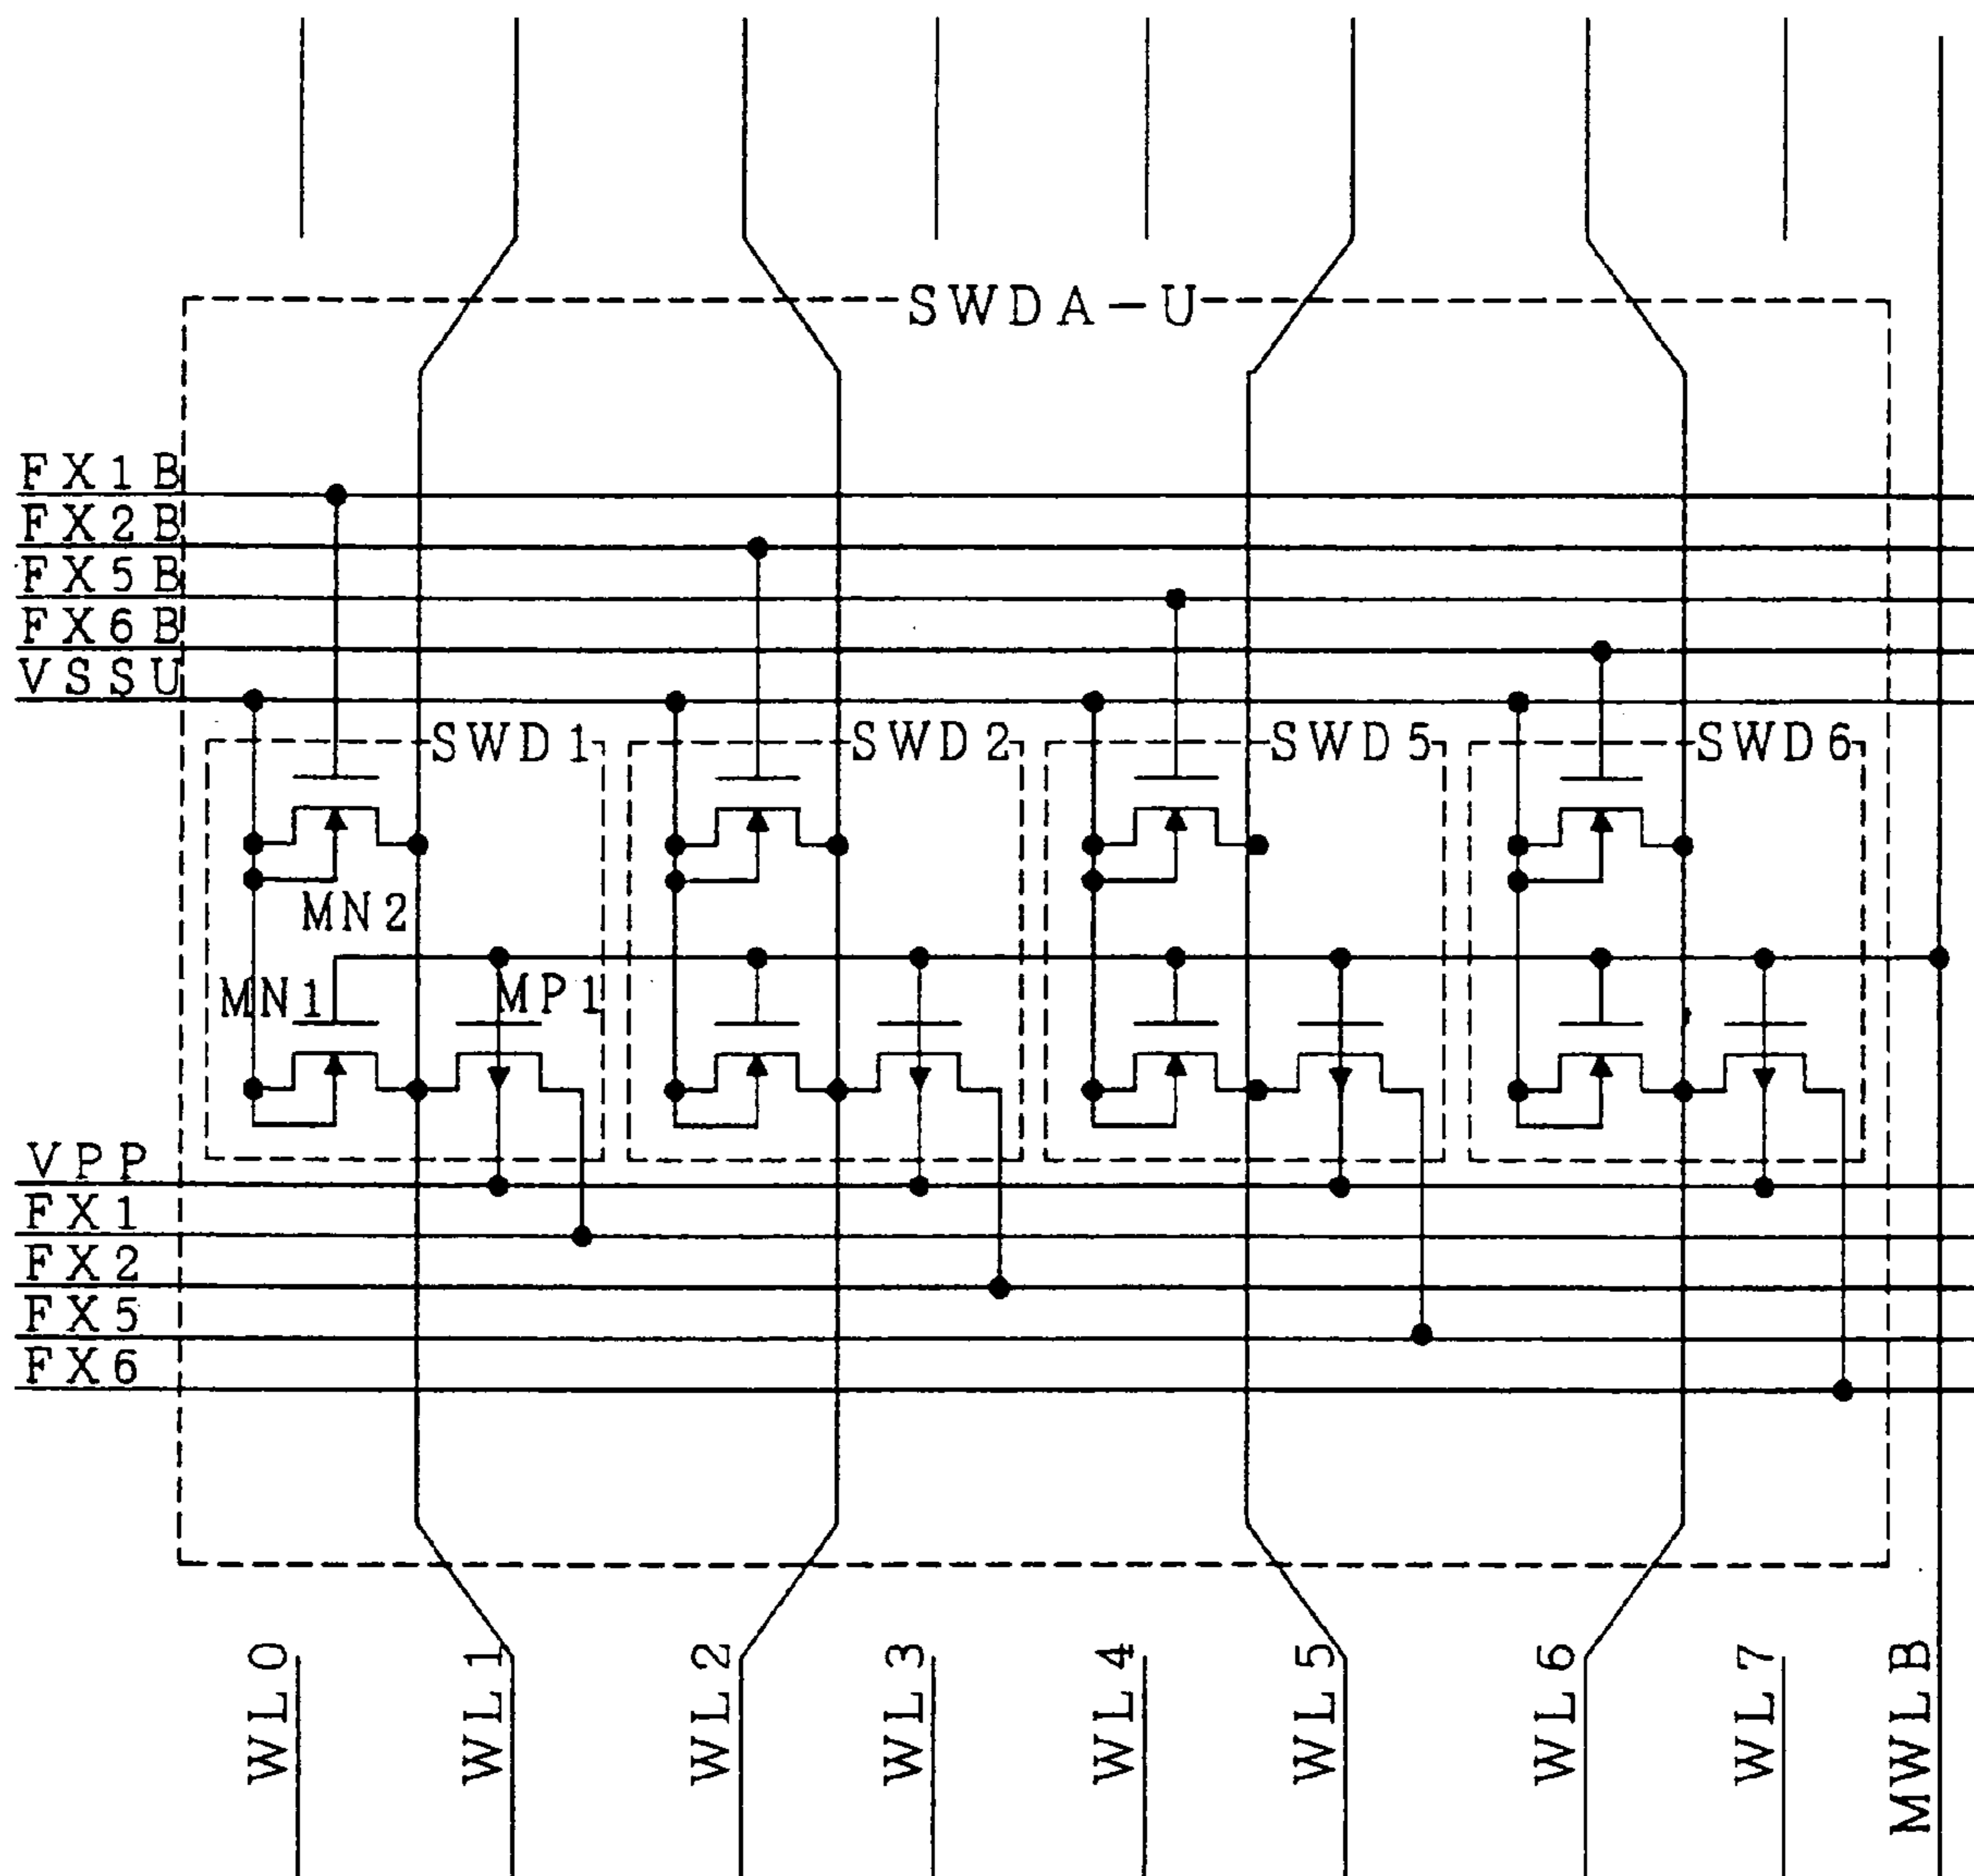 SWDA-U
FX1B
FX2B
FX5B
FX6B
VSSU
SWD1
SWD2
SWD5
SWD6
MN2
MN1
MP1
VPP
FX1
FX2
FX5
FX6
WL0
WL1
WL2
WL3
WL4
WL5
WL6
WL7
MWLB